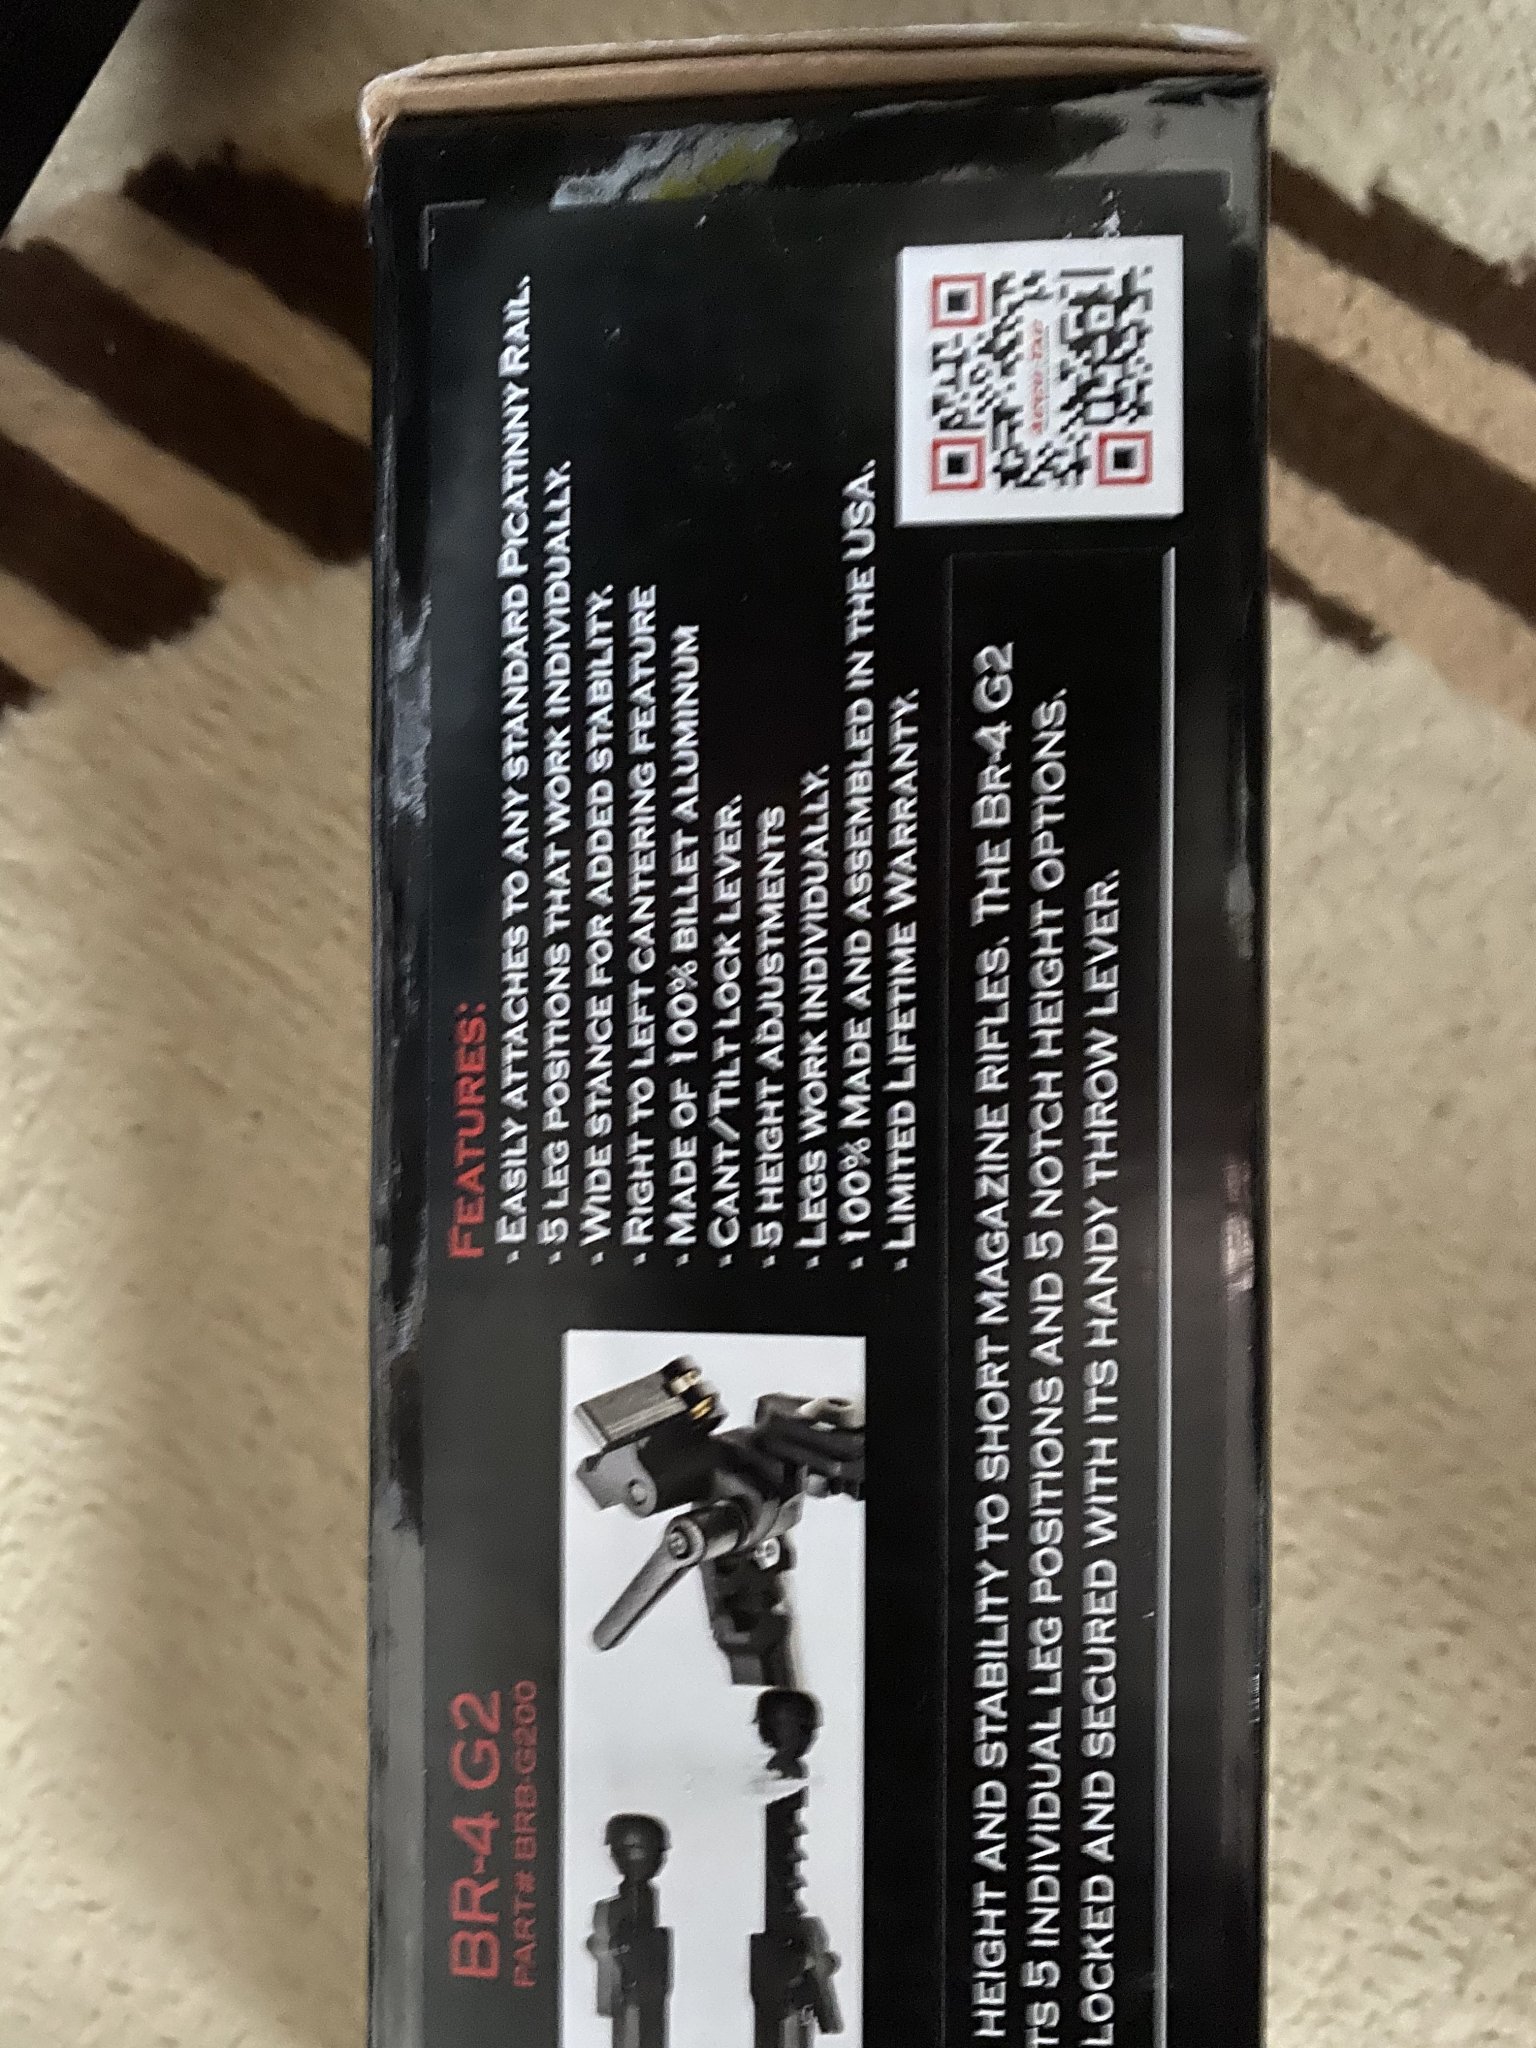 BR-4 G2
PART# BRB-G200
FEATURES:
- EASILY ATTACHES TO ANY STANDARD PICATINNY RAIL.
- 5 LEG POSITIONS THAT WORK INDIVIDUALLY.
- WIDE STANCE FOR ADDED STABILITY.
- RIGHT TO LEFT CANTERING FEATURE
- MADE OF 100% BILLET ALUMINUM
- CANT/TILT LOCK LEVER.
- 5 HEIGHT ADJUSTMENTS
- LEGS WORK INDIVIDUALLY.
- 100% MADE AND ASSEMBLED IN THE USA.
- LIMITED LIFETIME WARRANTY.
ACCU-TAC
HEIGHT AND STABILITY TO SHORT MAGAZINE RIFLES. THE BR-4 G2
TS 5 INDIVIDUAL LEG POSITIONS AND 5 NOTCH HEIGHT OPTIONS.
LOCKED AND SECURED WITH ITS HANDY THROW LEVER.